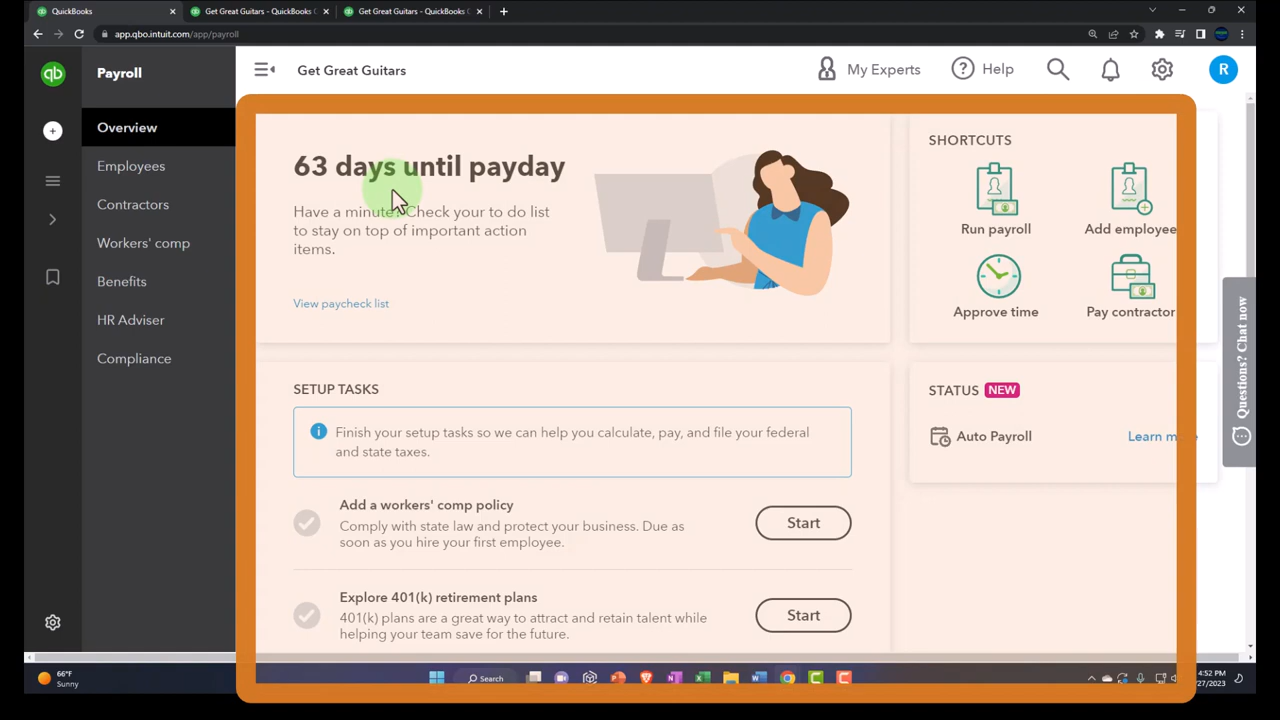 QuickBooks
Get Great Guitars - QuickBooks
Get Great Guitars - QuickBooks
app.qbo.intuit.com/app/payroll
qb
Payroll
Get Great Guitars
My Experts
Help
R
Overview
Employees
Contractors
Workers' comp
Benefits
HR Adviser
Compliance
63 days until payday
Have a minute? Check your to do list
to stay on top of important action
items.
View paycheck list
SHORTCUTS
Run payroll
Add employee
Approve time
Pay contractor
SETUP TASKS
Finish your setup tasks so we can help you calculate, pay, and file your federal
and state taxes.
Add a workers' comp policy
Comply with state law and protect your business. Due as
soon as you hire your first employee.
Start
Explore 401(k) retirement plans
401(k) plans are a great way to attract and retain talent while
helping your team save for the future.
Start
STATUS NEW
Auto Payroll
Learn
Questions? Chat now
66°F
Sunny
Search
4:52 PM
/27/2023